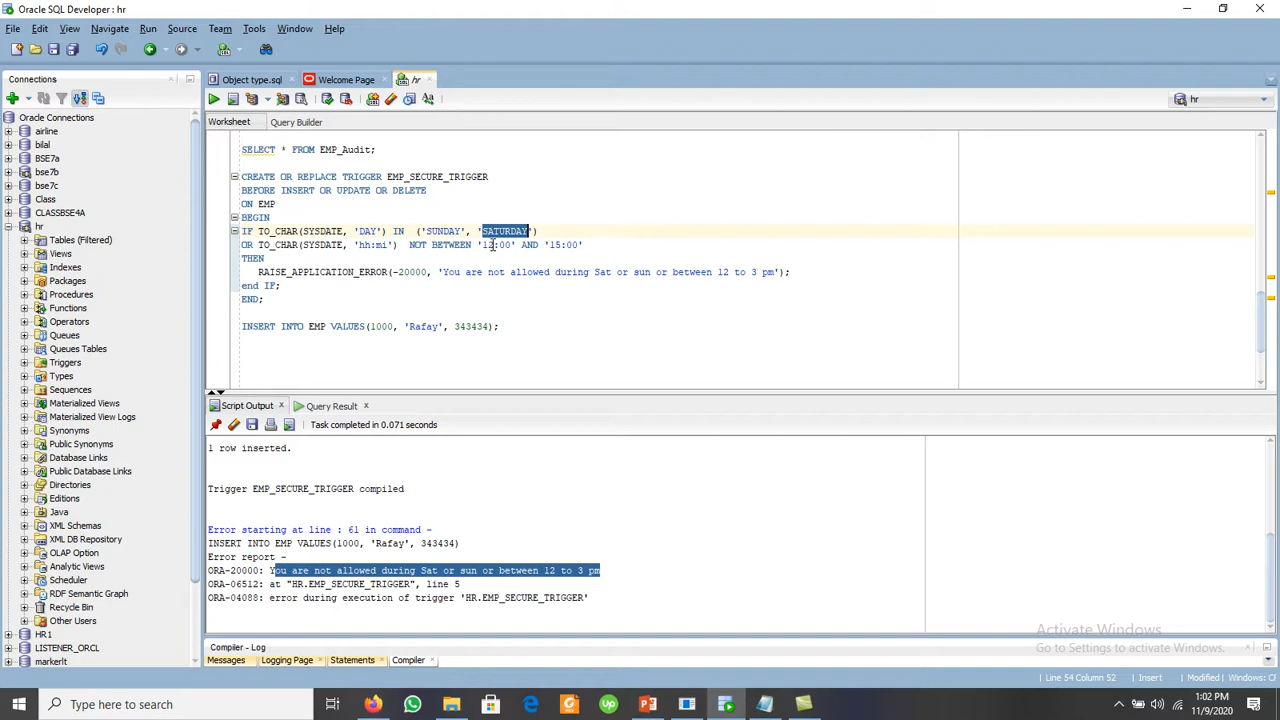 Oracle SQL Developer : hr
File Edit View Navigate Run Source Team Tools Window Help
Connections
Object type.sql Welcome Page hr
hr
Worksheet Query Builder
Oracle Connections
airline
bilal
BSE7a
bse7b
bse7c
Class
CLASSBSE4A
hr
Tables
Views
Indexes
Packages
Procedures
Functions
Operators
Queues
Queues Tables
Triggers
Types
Sequences
Materialized Views
Materialized View Logs
Synonyms
Public Synonyms
Database Links
Public Database Links
Directories
Editions
Java
XML Schemas
XML DB Repository
OLAP Option
Analytic Views
Scheduler
RDF Semantic Graph
Recycle Bin
Other Users
HR1
LISTENER_ORCL
markerlt
SELECT * FROM EMP_Audit;
CREATE OR REPLACE TRIGGER EMP_SECURE_TRIGGER
BEFORE INSERT OR UPDATE OR DELETE
ON EMP
BEGIN
IF TO_CHAR(SYSDATE, 'DAY') IN ('SUNDAY', 'SATURDAY')
OR TO_CHAR(SYSDATE, 'hh:mi') NOT BETWEEN '12:00' AND '15:00'
THEN
RAISE_APPLICATION_ERROR(-20000, 'You are not allowed during Sat or sun or between 12 to 3 pm');
end IF;
END;
INSERT INTO EMP VALUES(1000, 'Rafay', 343434);
Script Output Query Result
Task completed in 0.071 seconds
1 row inserted.
Trigger EMP_SECURE_TRIGGER compiled
Error starting at line : 61 in command -
INSERT INTO EMP VALUES(1000, 'Rafay', 343434)
Error report -
ORA-20000: You are not allowed during Sat or sun or between 12 to 3 pm
ORA-06512: at "HR.EMP_SECURE_TRIGGER", line 5
ORA-04088: error during execution of trigger 'HR.EMP_SECURE_TRIGGER'
Activate Windows
Go to Settings to activate Windows.
Compiler - Log
Messages Logging Page Statements Compiler
Line 54 Column 52 Insert Modified Windows: C
Type here to search
1:02 PM
11/9/2020